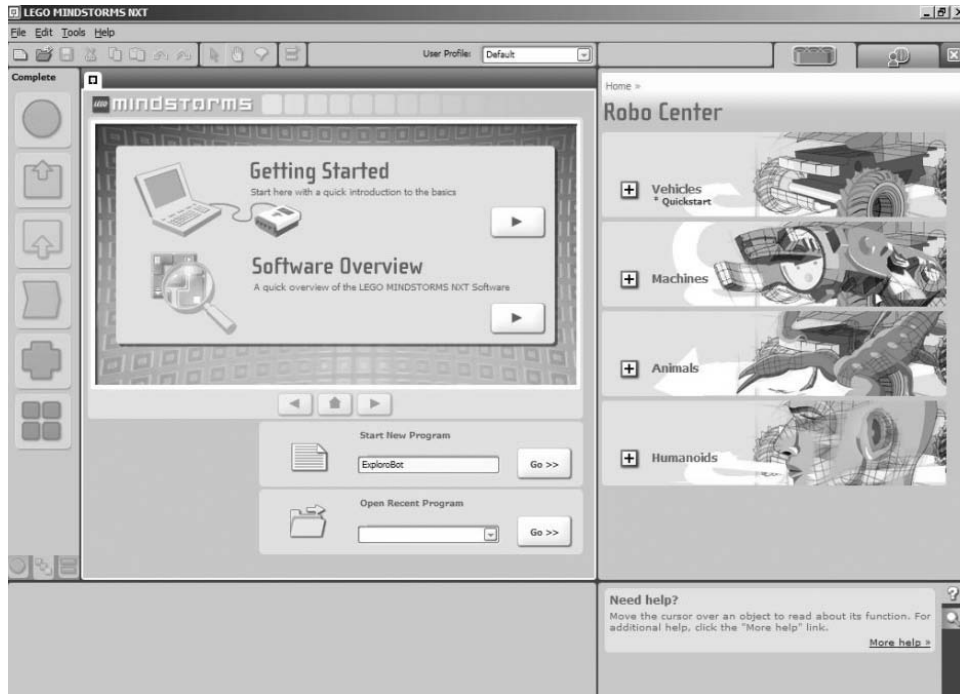 LEGO MINDSTORMS NXT
File Edit Tools Help
User Profile: Default
Complete
LEGO mindstorms
Getting Started
Start here with a quick introduction to the basics
Software Overview
A quick overview of the LEGO MINDSTORMS NXT Software
Start New Program
ExploroBot
Go >>
Open Recent Program
Go >>
Home »
Robo Center
Vehicles
* Quickstart
Machines
Animals
Humanoids
Need help?
Move the cursor over an object to read about its function. For
additional help, click the "More help" link.
More help »